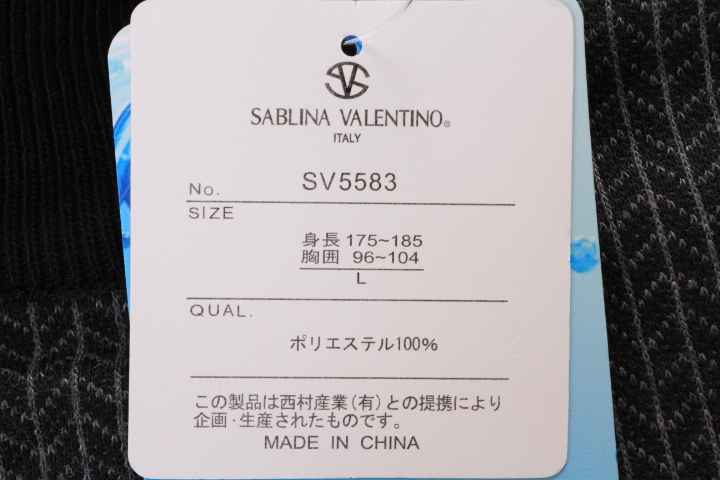 SV
SABLINA VALENTINO®
ITALY
No. SV5583
SIZE
身長 175~185
胸囲 96~104
L
QUAL.
ポリエステル100%
この製品は西村産業(有)との提携により
企画・生産されたものです。
MADE IN CHINA